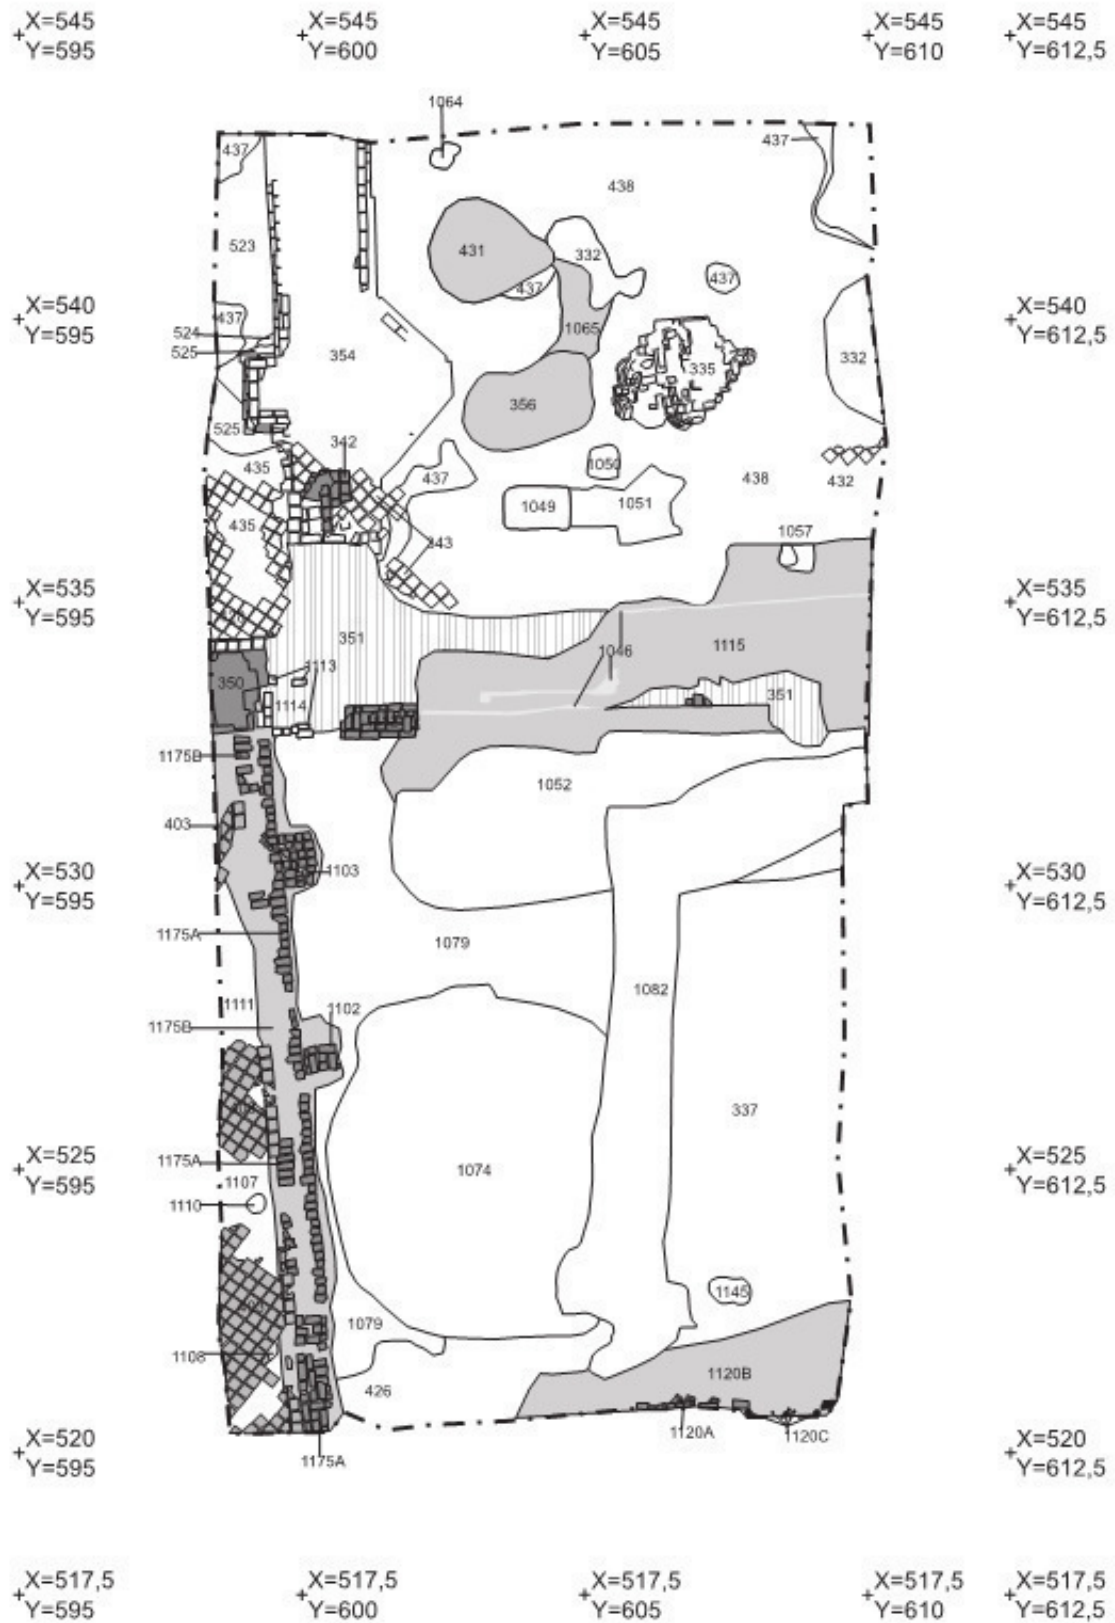 X=545
Y=595
X=545
Y=600
X=545
Y=605
X=545
Y=610
X=545
Y=612,5
1064
437
437
438
523
431
332
437
437
X=540
Y=595
X=540
Y=612,5
524
525
1065
354
335
332
356
525
342
435
437
1050
438
432
1049
1051
435
343
1057
X=535
Y=595
X=535
Y=612,5
351
1046
1115
1113
350
351
1114
1175B
1052
403
1103
X=530
Y=595
X=530
Y=612,5
1175A
1079
1082
1111
1102
1175B
337
X=525
Y=595
X=525
Y=612,5
1175A
1107
1074
1110
1145
1079
1108
1120B
426
1120A
1120C
X=520
Y=595
X=520
Y=612,5
1175A
X=517,5
Y=595
X=517,5
Y=600
X=517,5
Y=605
X=517,5
Y=610
X=517,5
Y=612,5